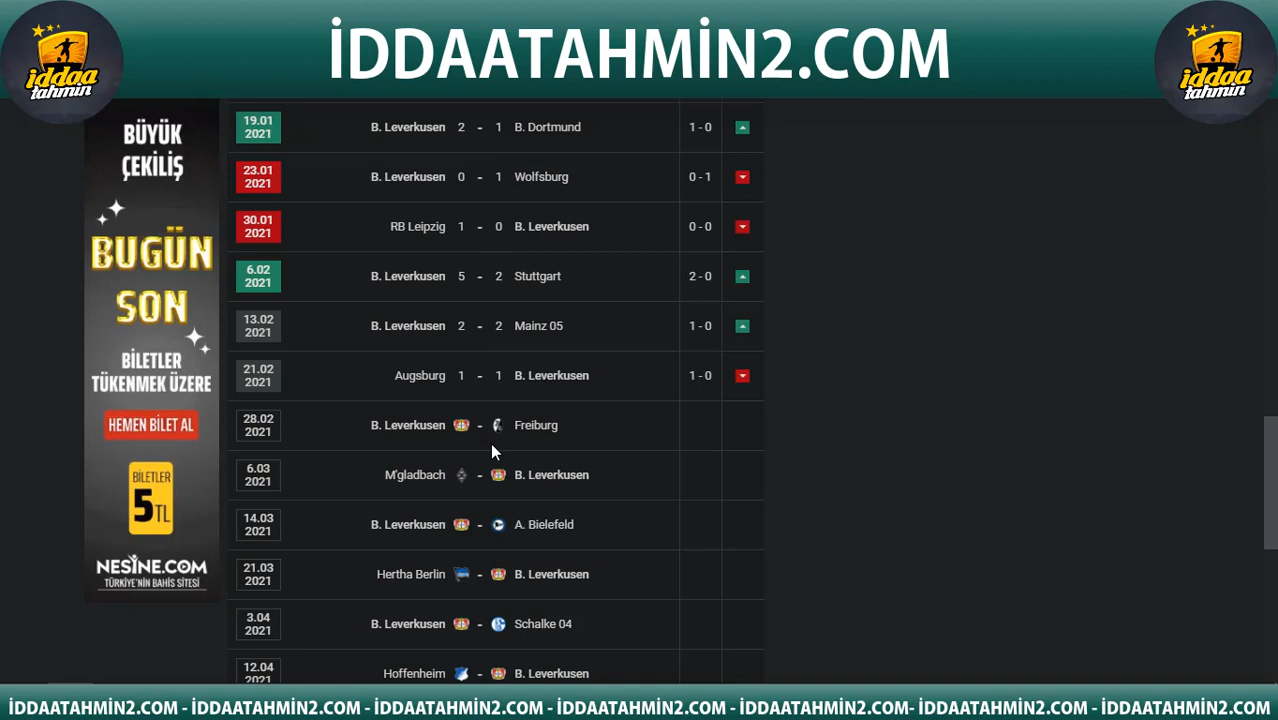 İDDAATAHMİN2.COM
iddaa
tahmin
iddaa
tahmin
BÜYÜK
ÇEKİLİŞ
BUGÜN
SON
BİLETLER
TÜKENMEK ÜZERE
HEMEN BİLET AL
BİLETLER
5TL
NESİNE.COM
TÜRKİYE'NİN BAHİS SİTESİ
19.01
2021
B. Leverkusen 2 - 1 B. Dortmund 1 - 0
23.01
2021
B. Leverkusen 0 - 1 Wolfsburg 0 - 1
30.01
2021
RB Leipzig 1 - 0 B. Leverkusen 0 - 0
6.02
2021
B. Leverkusen 5 - 2 Stuttgart 2 - 0
13.02
2021
B. Leverkusen 2 - 2 Mainz 05 1 - 0
21.02
2021
Augsburg 1 - 1 B. Leverkusen 1 - 0
28.02
2021
B. Leverkusen - Freiburg
6.03
2021
M'gladbach - B. Leverkusen
14.03
2021
B. Leverkusen - A. Bielefeld
21.03
2021
Hertha Berlin - B. Leverkusen
3.04
2021
B. Leverkusen - Schalke 04
12.04
2021
Hoffenheim - B. Leverkusen
İDDAATAHMİN2.COM - İDDAATAHMİN2.COM - İDDAATAHMİN2.COM - İDDAATAHMİN2.COM - İDDAATAHMİN2.COM- İDDAATAHMİN2.COM - İDDAATAHMİN2.COM